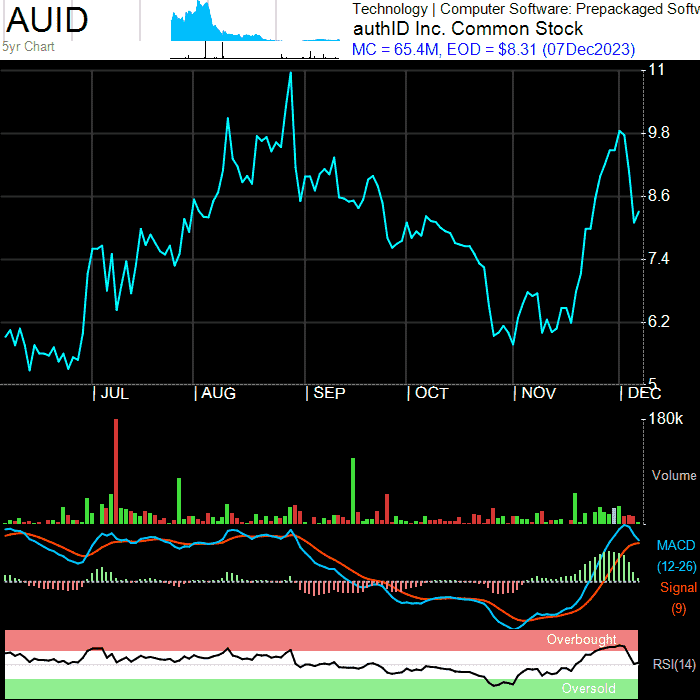 AUID
5yr Chart
Technology | Computer Software: Prepackaged Softw
authID Inc. Common Stock
MC = 65.4M, EOD = $8.31 (07Dec2023)
11
9.8
8.6
7.4
6.2
5
JUL AUG SEP OCT NOV DEC
180k
Volume
MACD
(12-26)
Signal
(9)
Overbought
RSI(14)
Oversold